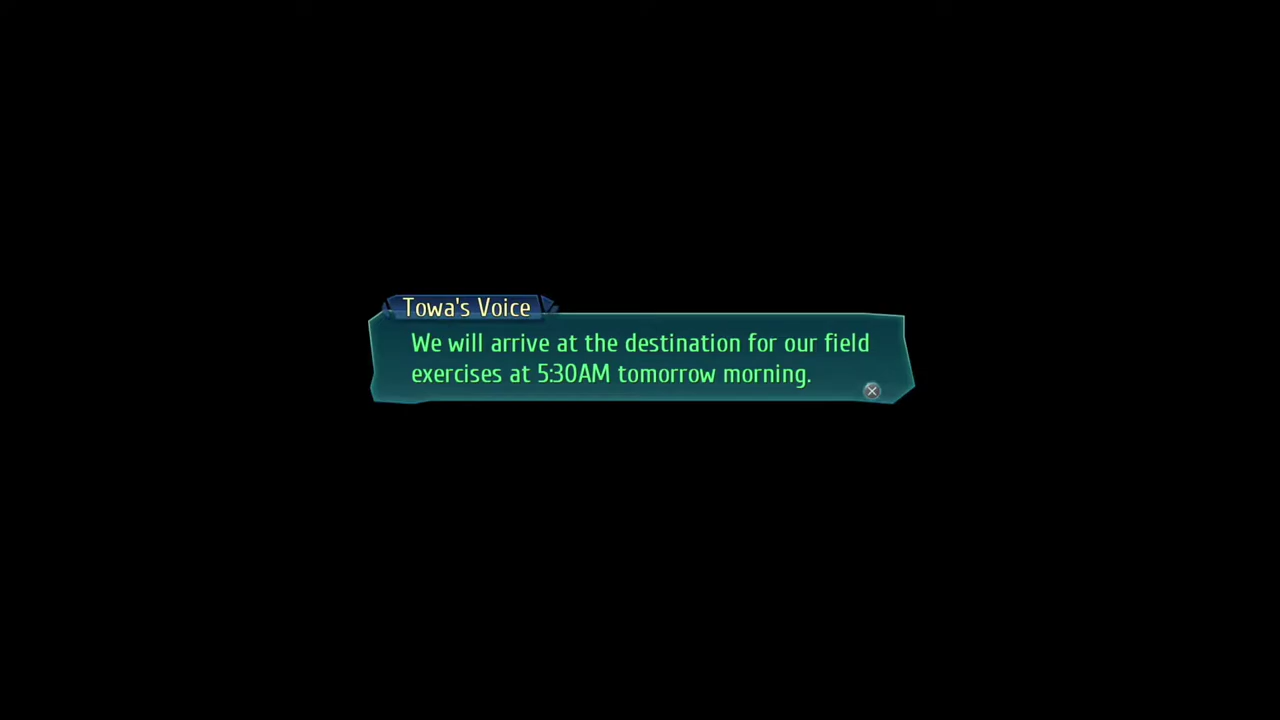 Towa's Voice
We will arrive at the destination for our field
exercises at 5:30AM tomorrow morning.